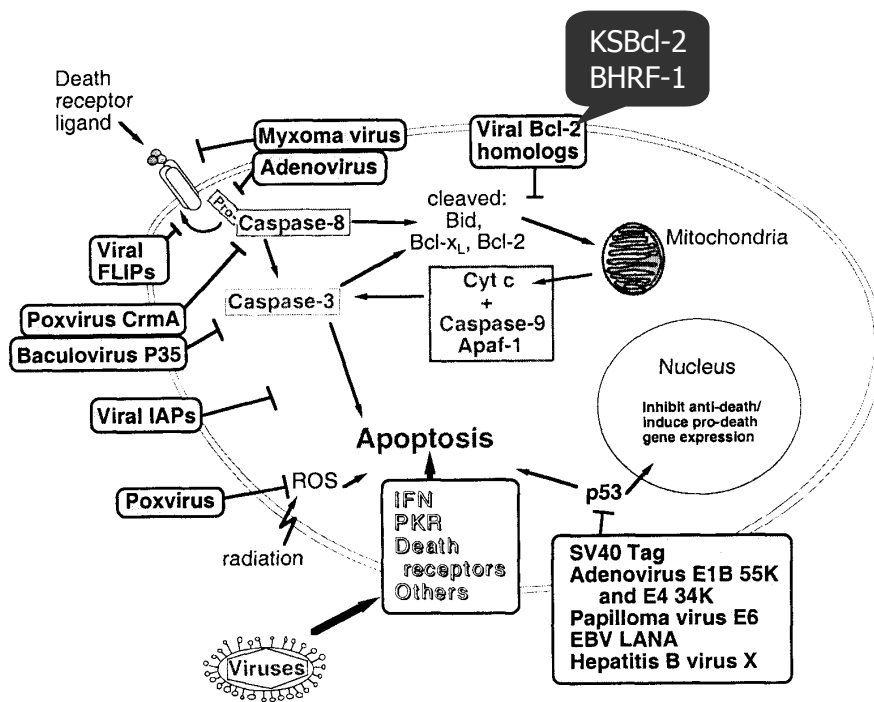 KSBcl-2
BHRF-1
Death
receptor
ligand
Myxoma virus
Adenovirus
Viral Bcl-2
homologs
Pro-
Caspase-8
cleaved:
Bid,
Bcl-xL, Bcl-2
Mitochondria
Viral
FLIPs
Caspase-3
Cyt c
+
Caspase-9
Apaf-1
Poxvirus CrmA
Baculovirus P35
Nucleus
Inhibit anti-death/
induce pro-death
gene expression
Viral IAPs
Apoptosis
Poxvirus
ROS
radiation
IFN
PKR
Death
receptors
Others
p53
SV40 Tag
Adenovirus E1B 55K
and E4 34K
Papilloma virus E6
EBV LANA
Hepatitis B virus X
Viruses